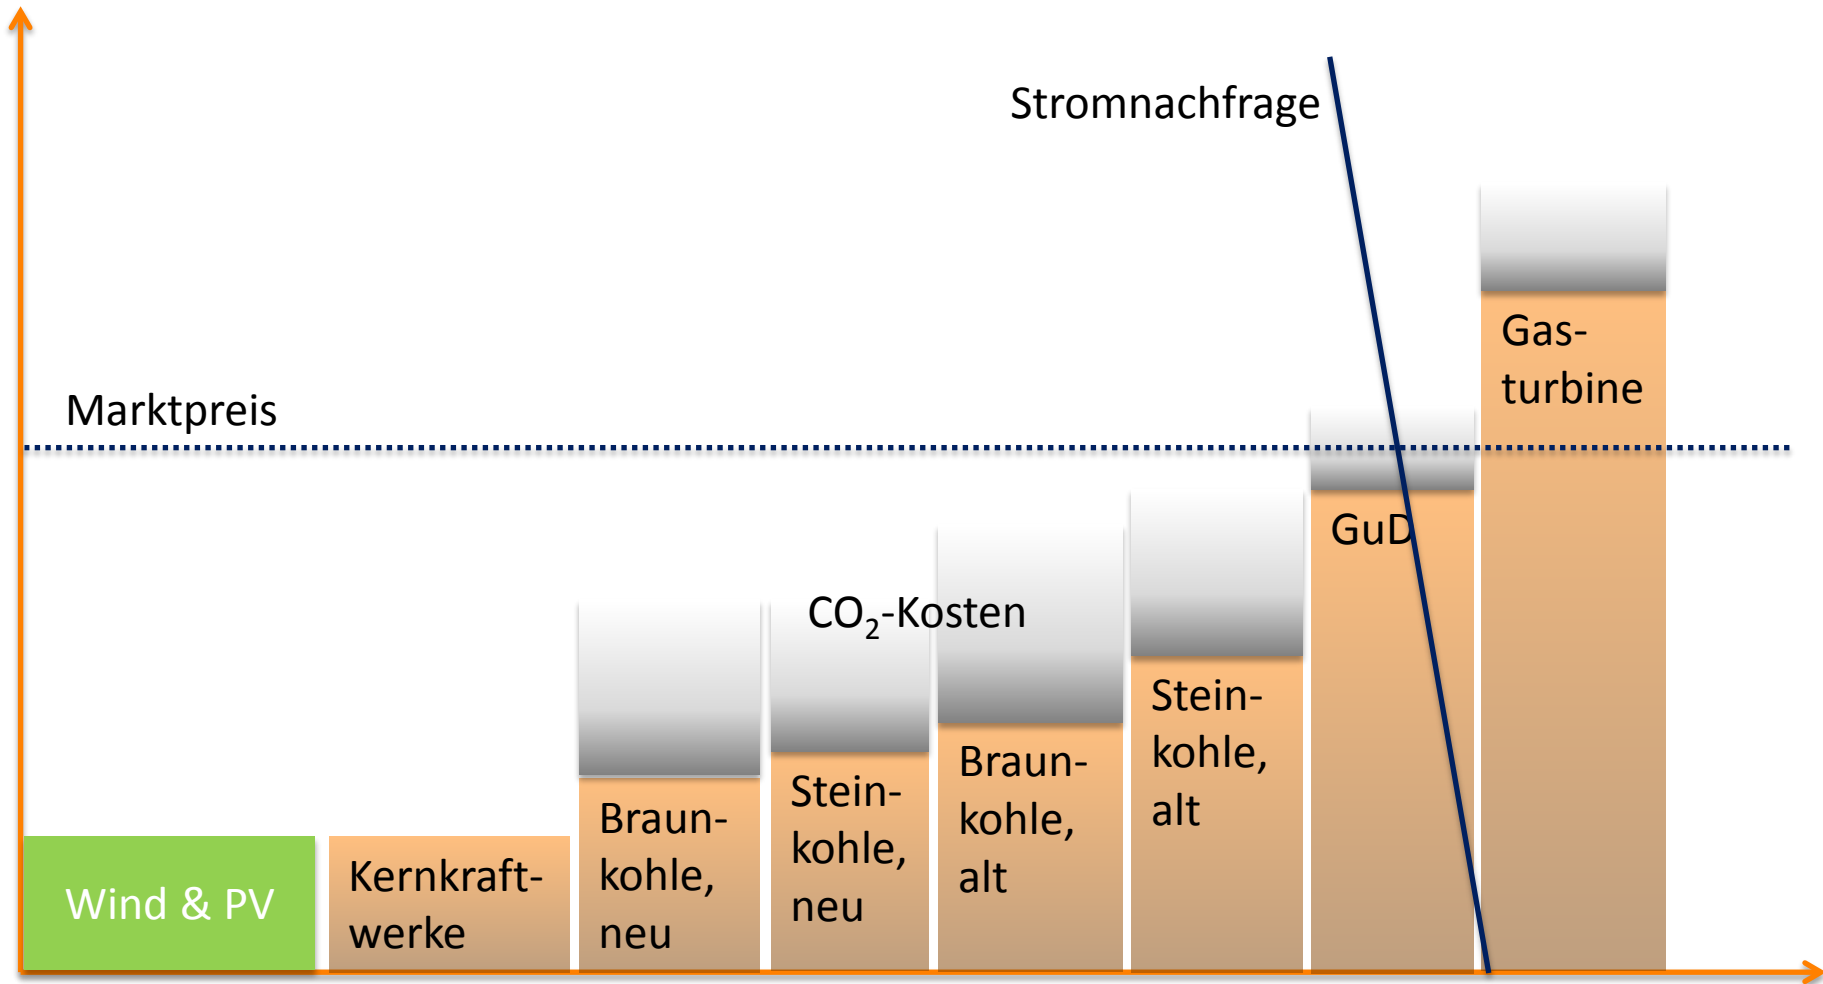 Stromnachfrage
Gas-
turbine
Marktpreis
GuD
CO₂-Kosten
Stein-
kohle,
alt
Braun-
kohle,
alt
Stein-
kohle,
neu
Braun-
kohle,
neu
Kernkraft-
werke
Wind & PV